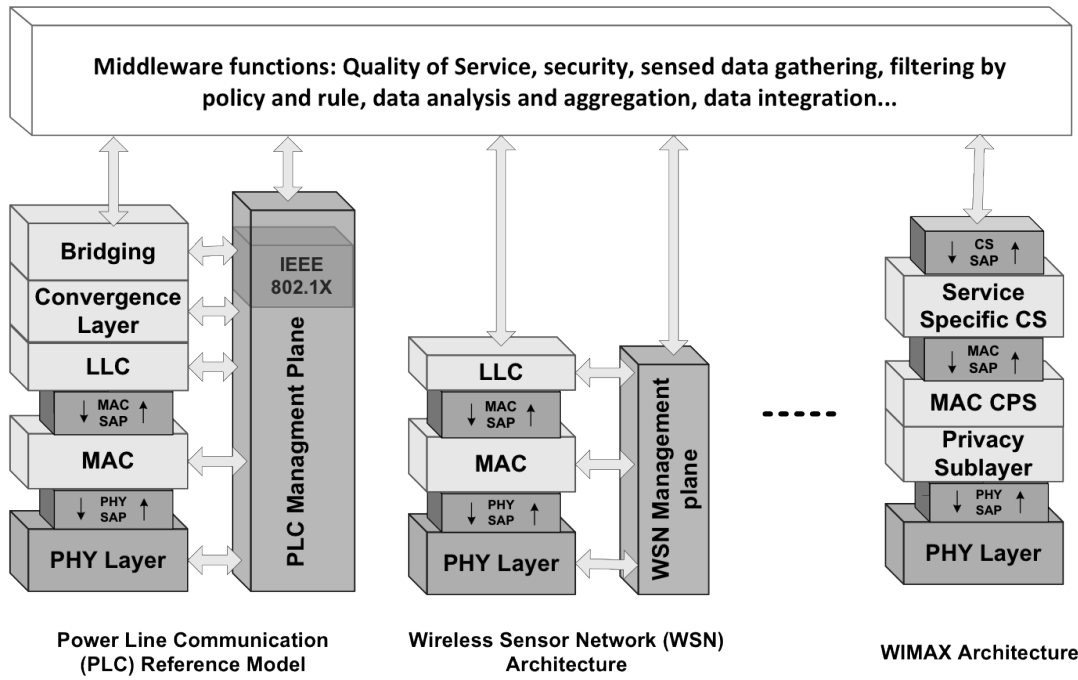 Middleware functions: Quality of Service, security, sensed data gathering, filtering by
policy and rule, data analysis and aggregation, data integration...
Bridging
Convergence
Layer
LLC
MAC
SAP
MAC
PHY
SAP
PHY Layer
IEEE
802.1X
PLC Managment Plane
Power Line Communication
(PLC) Reference Model
LLC
MAC
SAP
MAC
PHY
SAP
PHY Layer
WSN Management
plane
Wireless Sensor Network (WSN)
Architecture
CS
SAP
Service
Specific CS
MAC
SAP
MAC CPS
Privacy
Sublayer
PHY
SAP
PHY Layer
WIMAX Architecture